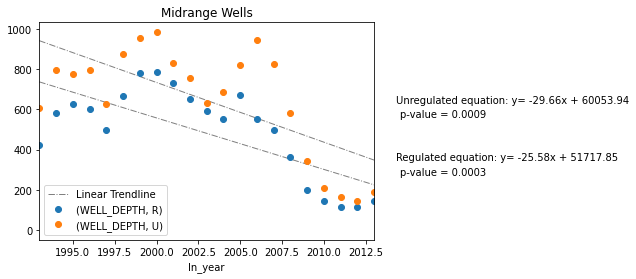 Midrange Wells
1000
800
600
400
200
0
Linear Trendline
(WELL_DEPTH, R)
(WELL_DEPTH, U)
1995.0 1997.5 2000.0 2002.5 2005.0 2007.5 2010.0 2012.5
In_year
Unregulated equation: y= -29.66x + 60053.94
p-value = 0.0009
Regulated equation: y= -25.58x + 51717.85
p-value = 0.0003